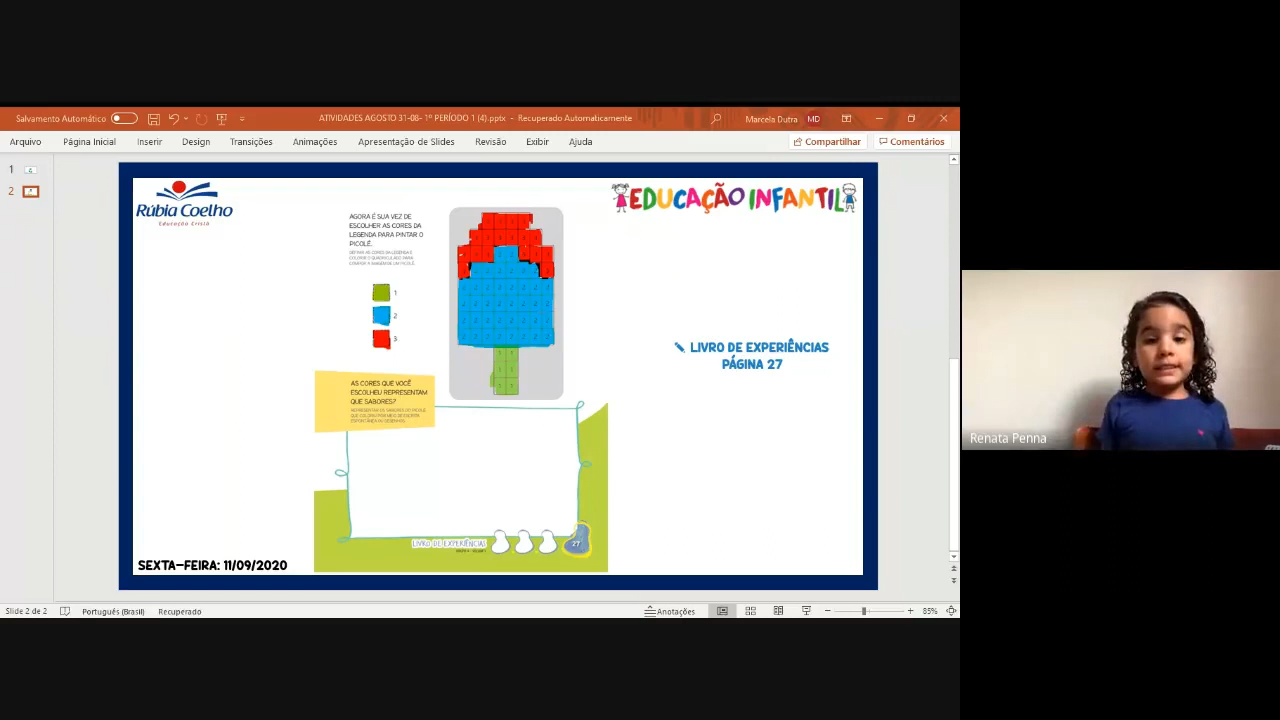 Salvamento Automático
ATIVIDADES AGOSTO 31-08- 1º PERÍODO 1 (4).pptx - Recuperado Automaticamente
Marcela Dutra
MD
Arquivo Página Inicial Inserir Design Transições Animações Apresentação de Slides Revisão Exibir Ajuda
Compartilhar
Comentários
1
2
Rúbia Coelho
Educação Cristã
EDUCAÇÃO INFANTIL
AGORA É SUA VEZ DE
ESCOLHER AS CORES DA
LEGENDA PARA PINTAR O
PICOLÉ.
1
2
3
LIVRO DE EXPERIÊNCIAS
PÁGINA 27
AS CORES QUE VOCÊ
ESCOLHEU REPRESENTAM
QUE SABORES?
LIVRO DE EXPERIÊNCIAS
27
SEXTA-FEIRA: 11/09/2020
Renata Penna
Slide 2 de 2
Português (Brasil)
Recuperado
Anotações
85%